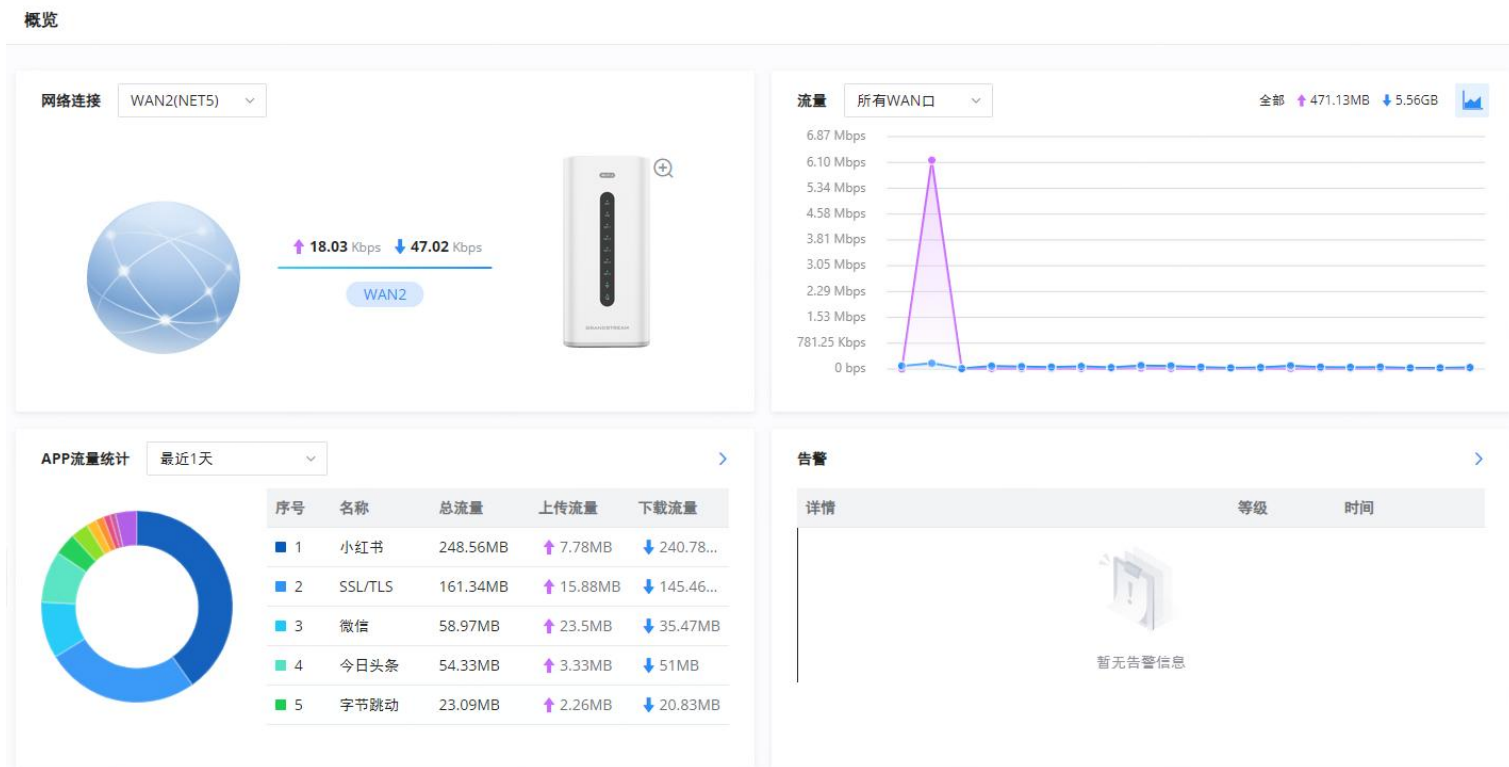 概览
网络连接 WAN2(NET5)
18.03 Kbps 47.02 Kbps
WAN2
GRANDSTREAM
流量 所有WAN口 全部 471.13MB 5.56GB
6.87 Mbps
6.10 Mbps
5.34 Mbps
4.58 Mbps
3.81 Mbps
3.05 Mbps
2.29 Mbps
1.53 Mbps
781.25 Kbps
0 bps
APP流量统计 最近1天
序号 名称 总流量 上传流量 下载流量
1 小红书 248.56MB 7.78MB 240.78...
2 SSL/TLS 161.34MB 15.88MB 145.46...
3 微信 58.97MB 23.5MB 35.47MB
4 今日头条 54.33MB 3.33MB 51MB
5 字节跳动 23.09MB 2.26MB 20.83MB
告警
详情 等级 时间
暂无告警信息